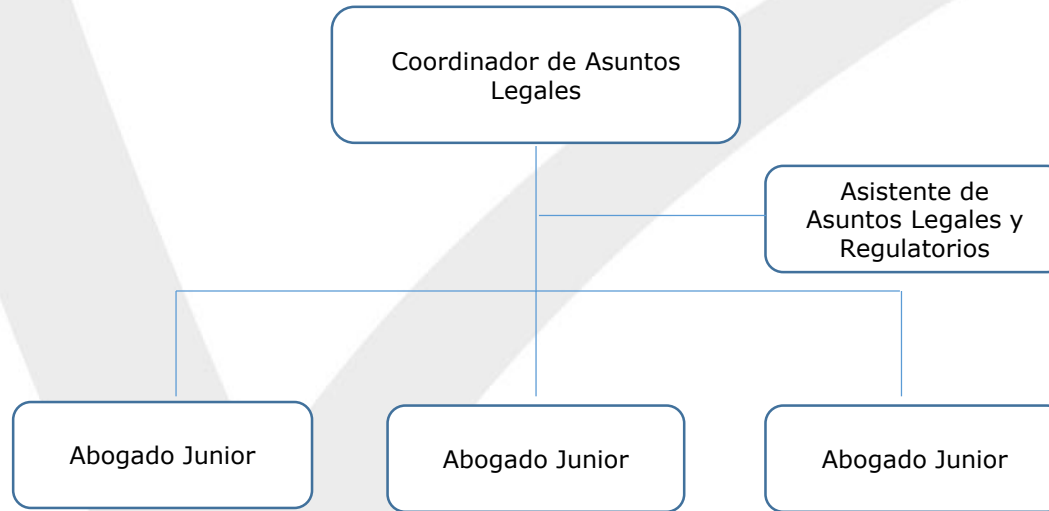 Coordinador de Asuntos
Legales
Asistente de
Asuntos Legales y
Regulatorios
Abogado Junior
Abogado Junior
Abogado Junior